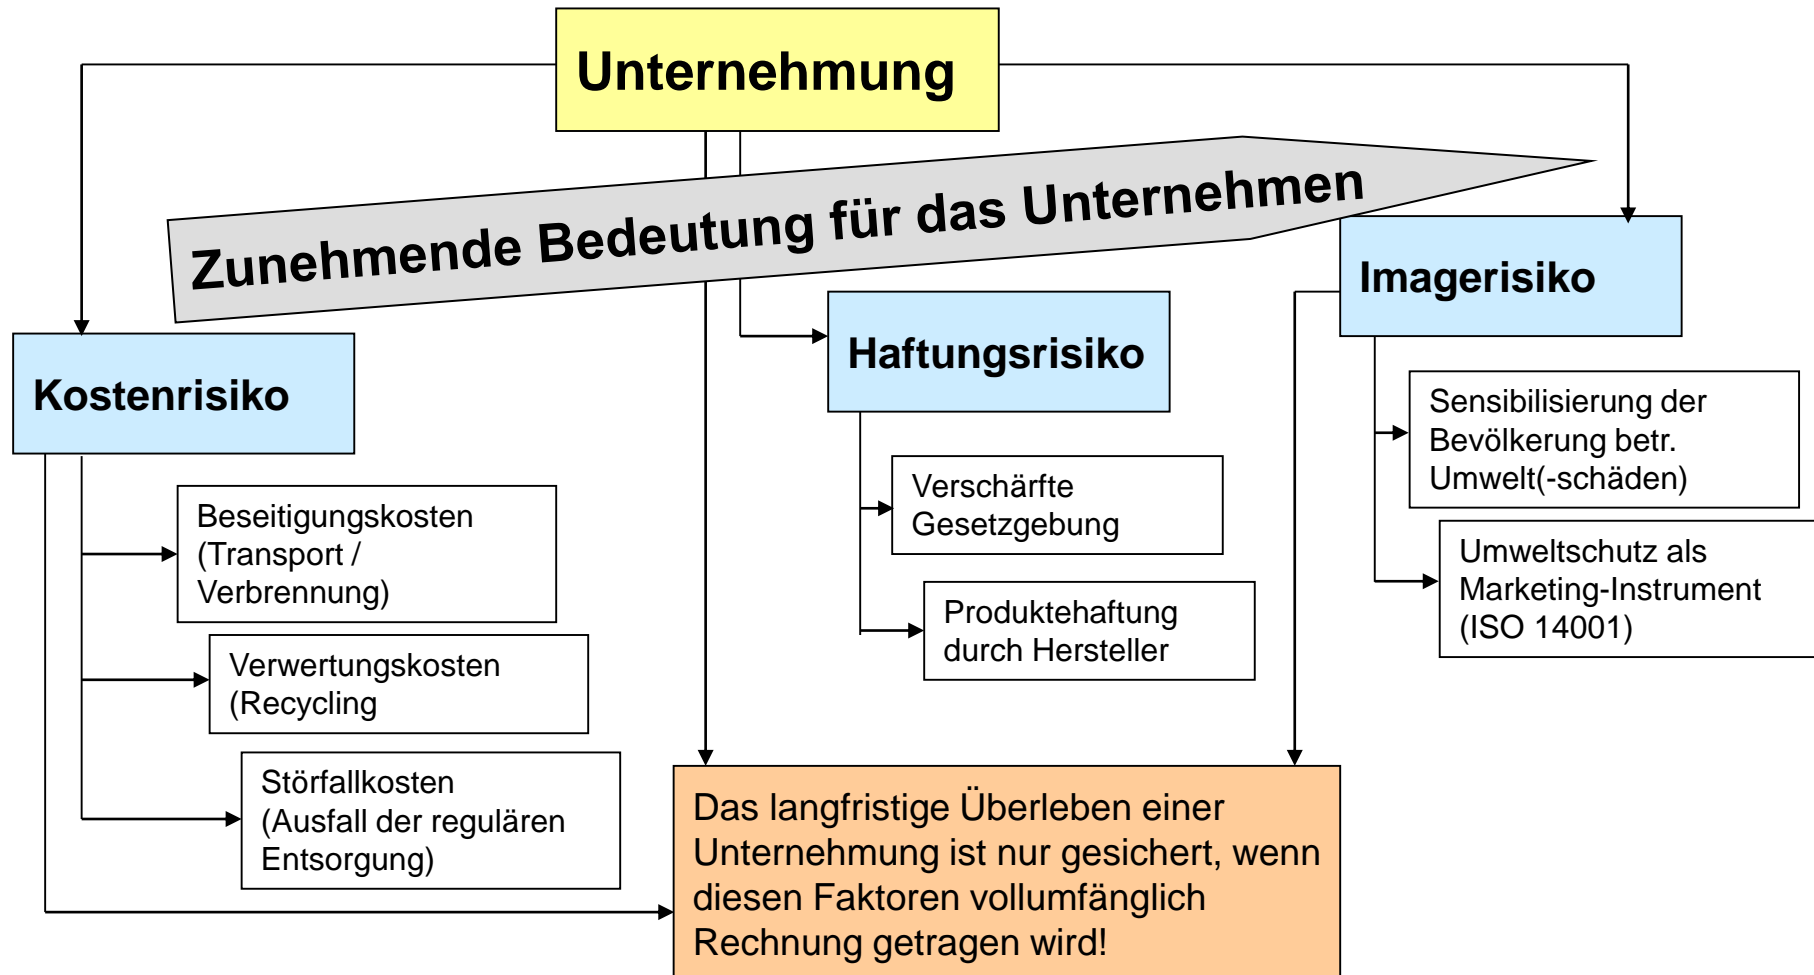 Unternehmung
Zunehmende Bedeutung für das Unternehmen
Kostenrisiko
Beseitigungskosten
(Transport /
Verbrennung)
Verwertungskosten
(Recycling
Störfallkosten
(Ausfall der regulären
Entsorgung)
Haftungsrisiko
Verschärfte
Gesetzgebung
Produktehaftung
durch Hersteller
Imagerisiko
Sensibilisierung der
Bevölkerung betr.
Umwelt(-schäden)
Umweltschutz als
Marketing-Instrument
(ISO 14001)
Das langfristige Überleben einer
Unternehmung ist nur gesichert, wenn
diesen Faktoren vollumfänglich
Rechnung getragen wird!